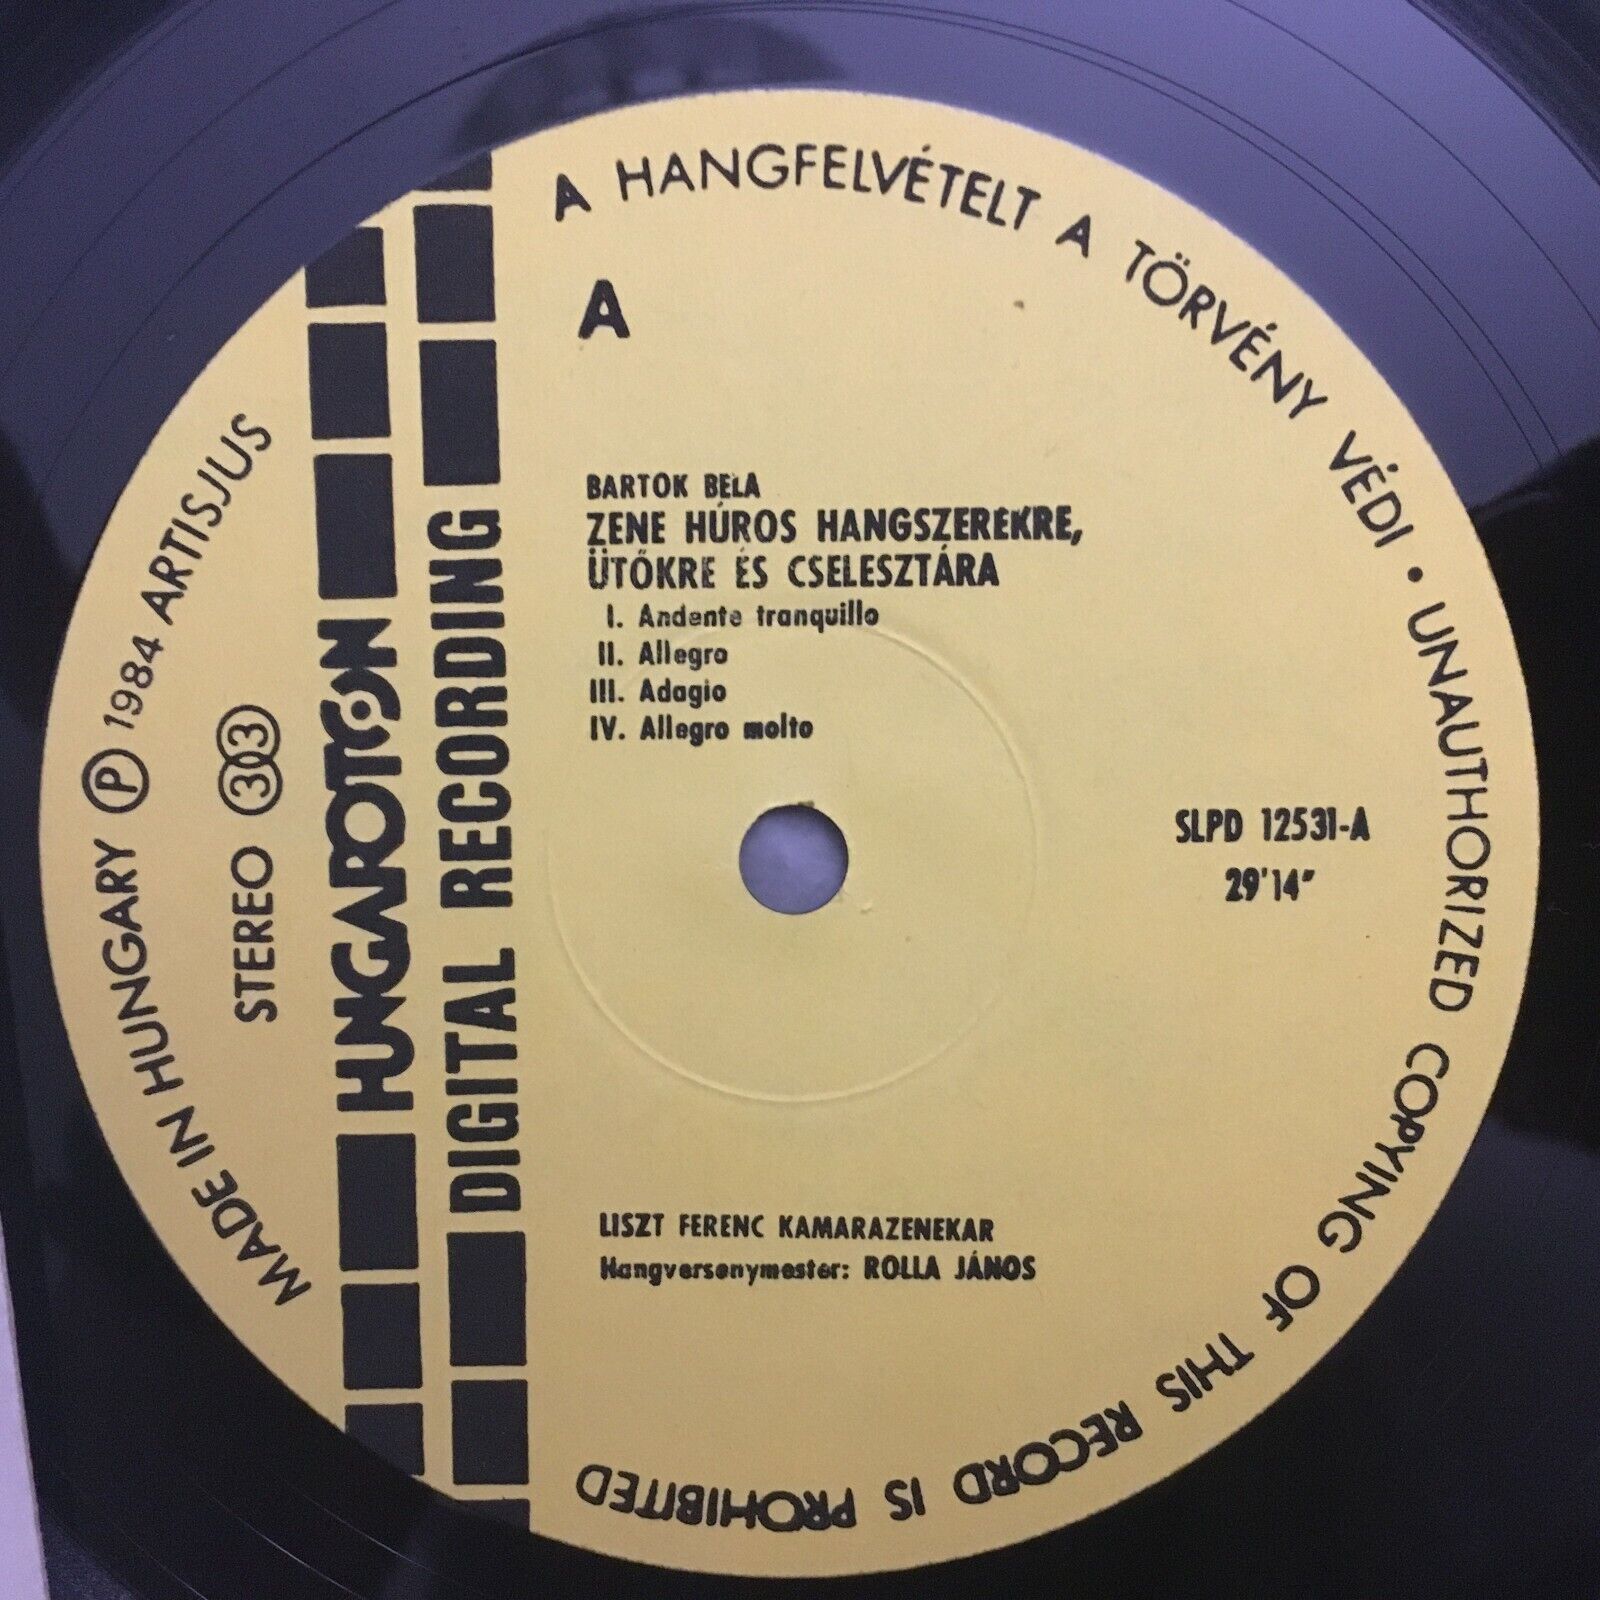 A HANGFELVÉTELT A TÖRVÉNY VÉDI • UNAUTHORIZED COPYING OF THIS RECORD IS PROHIBITED
A
BARTOK BELA
ZENE HÚROS HANGSZEREKRE,
ÜTŐKRE ÉS CSELESZTÁRA
I. Andente tranquillo
II. Allegro
III. Adagio
IV. Allegro molto
SLPD 12531-A
29'14"
LISZT FERENC KAMARAZENEKAR
Hangversenymester: ROLLA JÁNOS
HUNGAROTON
DIGITAL RECORDING
STEREO 33
MADE IN HUNGARY Ⓟ 1984 ARTISJUS